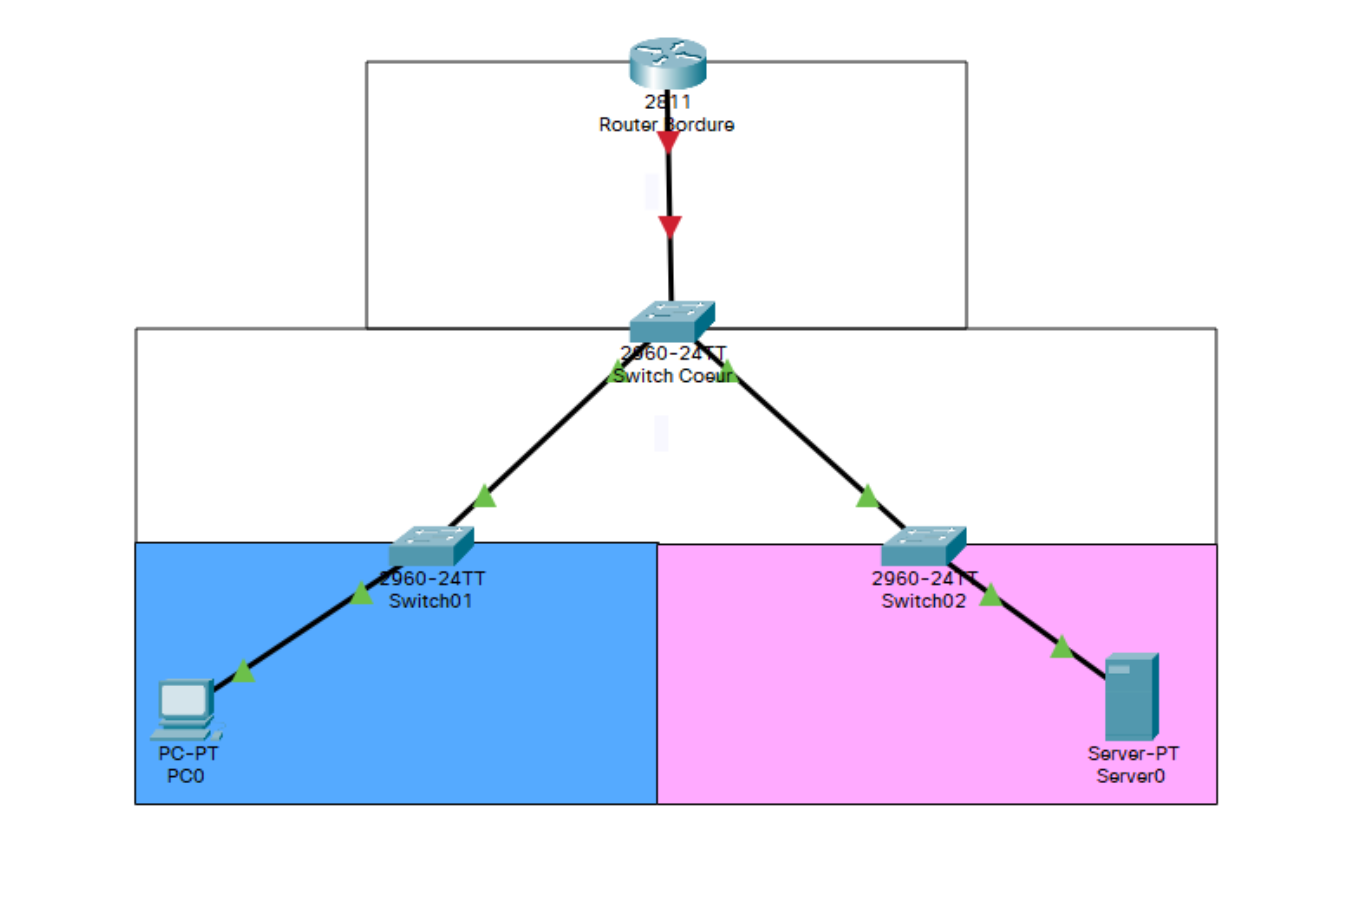 2811
Router Bordure
2960-24TT
Switch Coeur
2960-24TT
Switch01
2960-24TT
Switch02
PC-PT
PC0
Server-PT
Server0